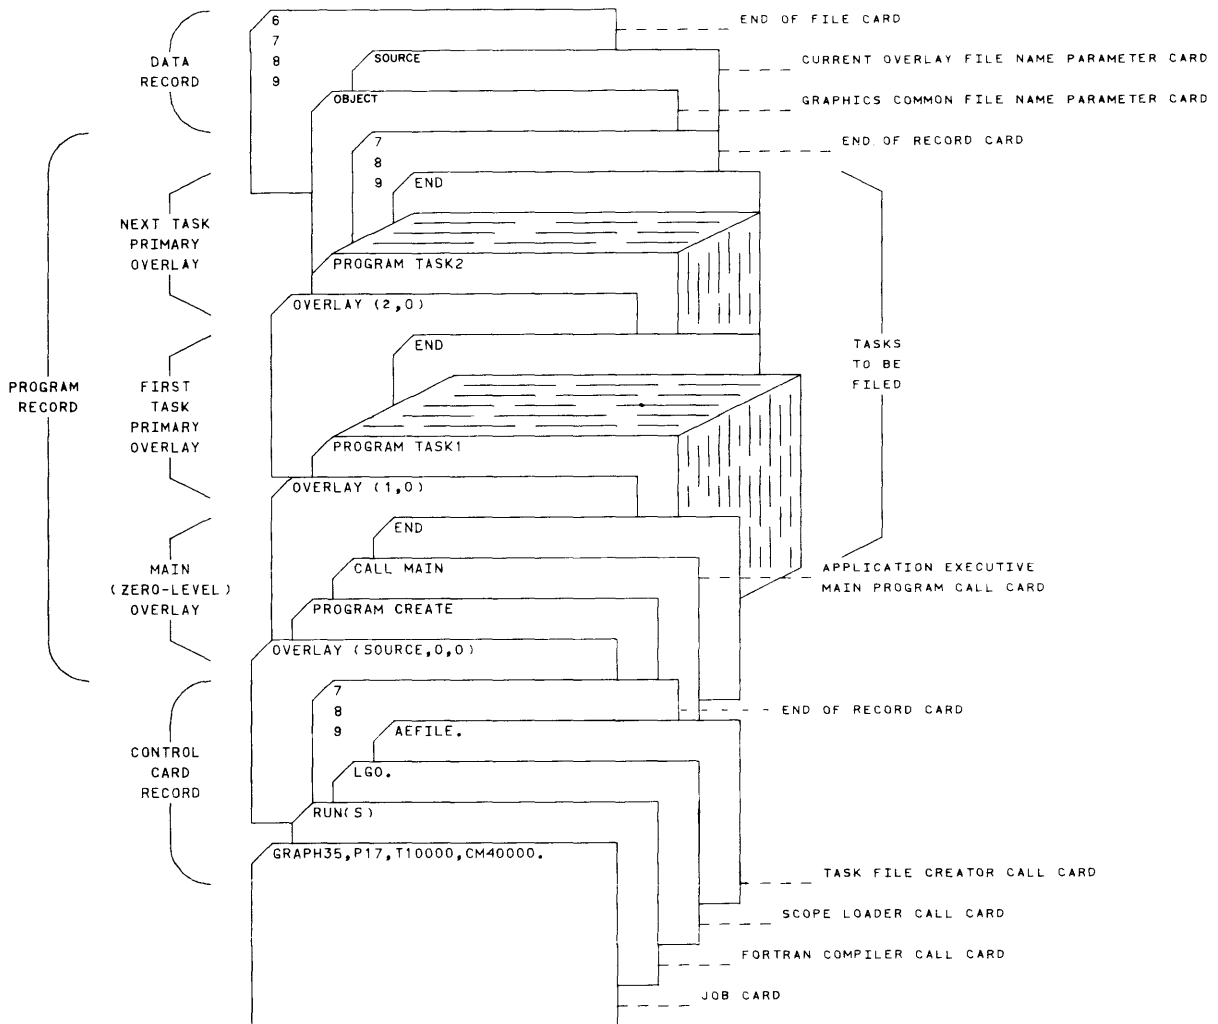 6
7
8
9
END OF FILE CARD
DATA
RECORD
SOURCE
CURRENT OVERLAY FILE NAME PARAMETER CARD
OBJECT
GRAPHICS COMMON FILE NAME PARAMETER CARD
7
8
9
END OF RECORD CARD
END
NEXT TASK
PRIMARY
OVERLAY
PROGRAM TASK2
OVERLAY (2,0)
END
TASKS
TO BE
FILED
PROGRAM
RECORD
FIRST
TASK
PRIMARY
OVERLAY
PROGRAM TASK1
OVERLAY (1,0)
END
MAIN
(ZERO-LEVEL)
OVERLAY
CALL MAIN
APPLICATION EXECUTIVE
MAIN PROGRAM CALL CARD
PROGRAM CREATE
OVERLAY (SOURCE,0,0)
7
8
9
END OF RECORD CARD
CONTROL
CARD
RECORD
AEFILE.
LGO.
RUN(S)
GRAPH35,P17,T10000,CM40000.
TASK FILE CREATOR CALL CARD
SCOPE LOADER CALL CARD
FORTRAN COMPILER CALL CARD
JOB CARD